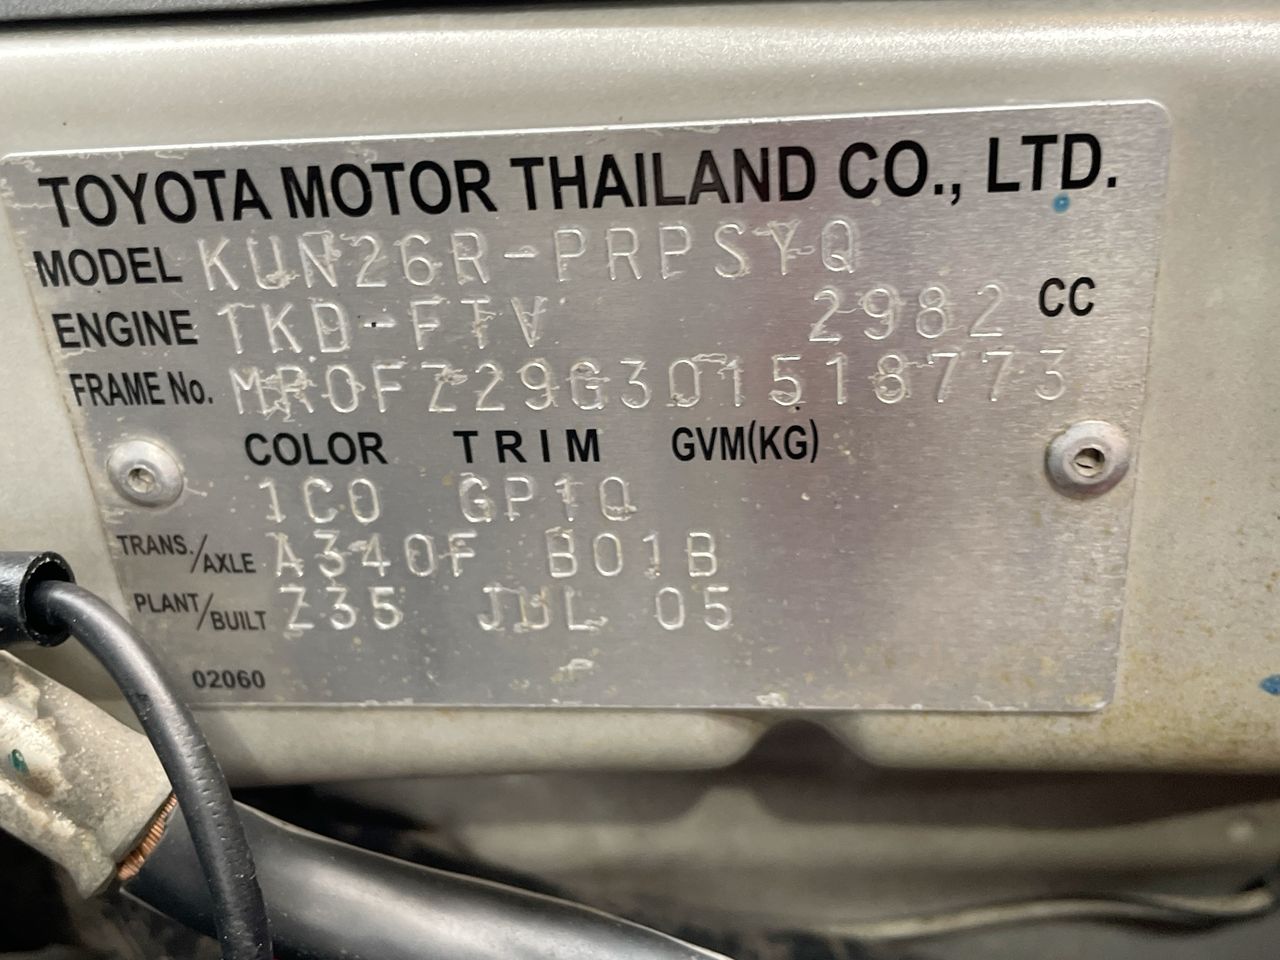 TOYOTA MOTOR THAILAND CO., LTD.
MODEL KUN26R-PRPSYQ
ENGINE 1KD-FTV 2982 CC
FRAME No. MR0FZ29G301518773
COLOR TRIM GVM(KG)
1C0 GP1Q
TRANS./AXLE A340F B01B
PLANT/BUILT Z35 JUL 05
02060